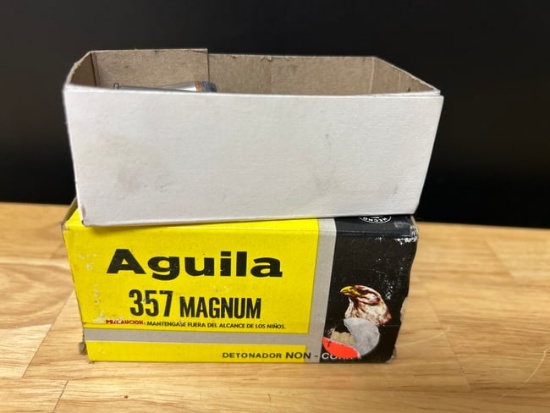 Aguila
357 MAGNUM
PRECAUCION: MANTENGASE FUERA DEL ALCANCE DE LOS NIÑOS.
DETONADOR NON-